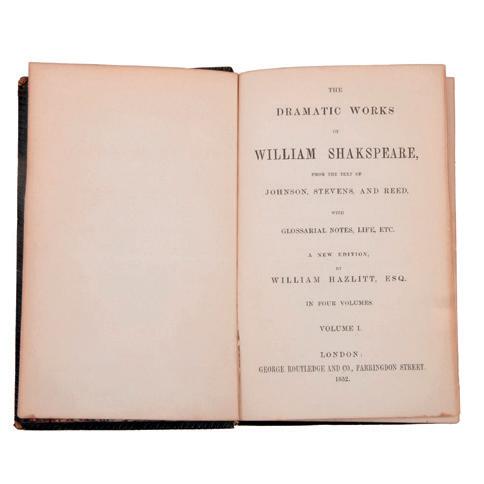 THE
DRAMATIC WORKS
OF
WILLIAM SHAKSPEARE,
FROM THE TEXT OF
JOHNSON, STEVENS, AND REED,
WITH
GLOSSARIAL NOTES, LIFE, ETC.
A NEW EDITION,
BY
WILLIAM HAZLITT, ESQ.
IN FOUR VOLUMES.
VOLUME I.
LONDON:
GEORGE ROUTLEDGE AND CO., FARRINGDON STREET.
1852.